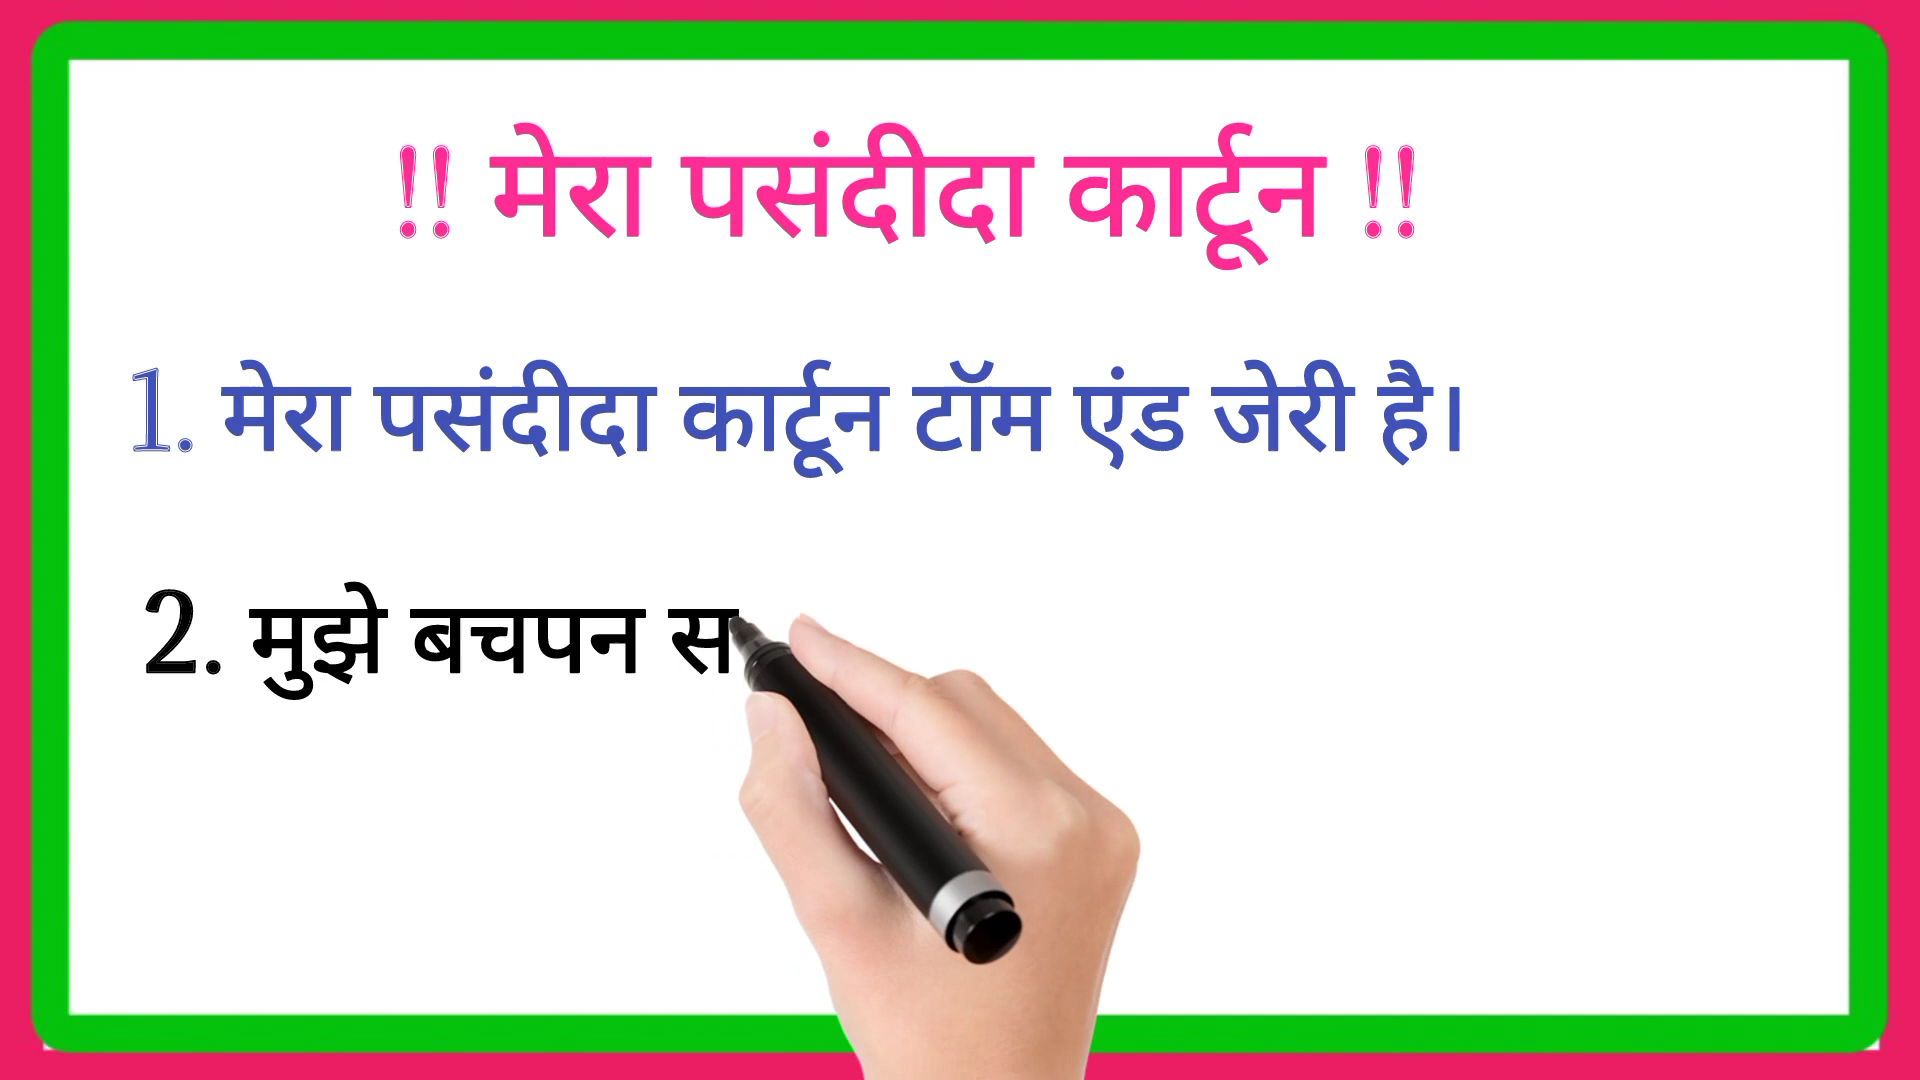 !! मेरा पसंदीदा कार्टून !!
1. मेरा पसंदीदा कार्टून टॉम एंड जेरी है।
2. मुझे बचपन स